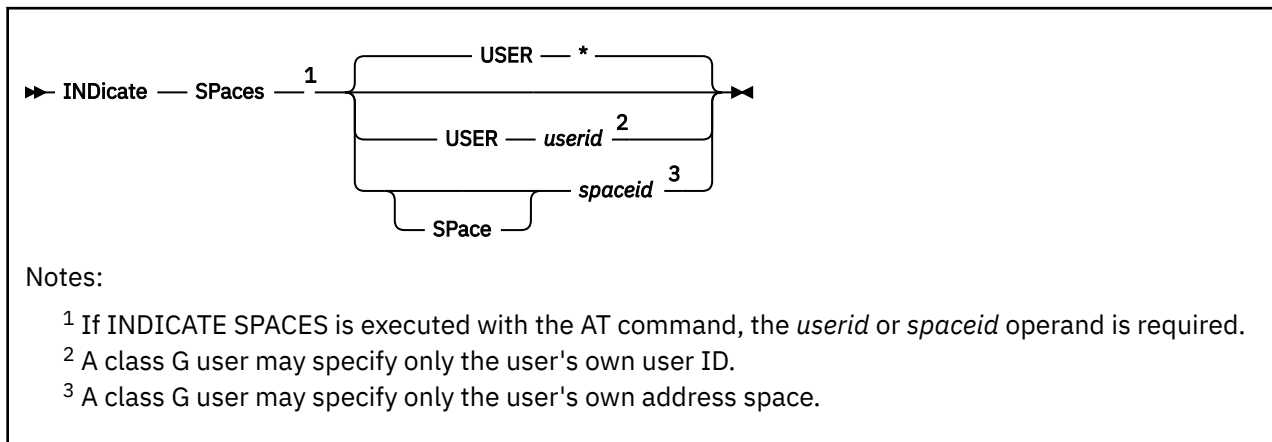 USER *
INDicate SPaces 1
USER userid 2
spaceid 3
SPace
Notes:
1 If INDICATE SPACES is executed with the AT command, the userid or spaceid operand is required.
2 A class G user may specify only the user's own user ID.
3 A class G user may specify only the user's own address space.